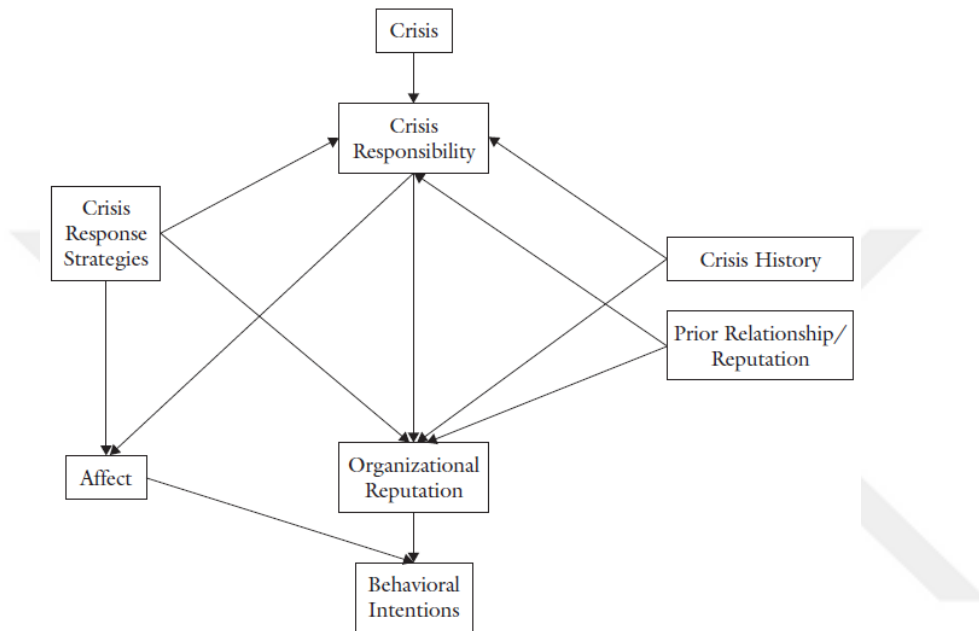 Crisis
Crisis
Responsibility
Crisis
Response
Strategies
Crisis History
Prior Relationship/
Reputation
Affect
Organizational
Reputation
Behavioral
Intentions